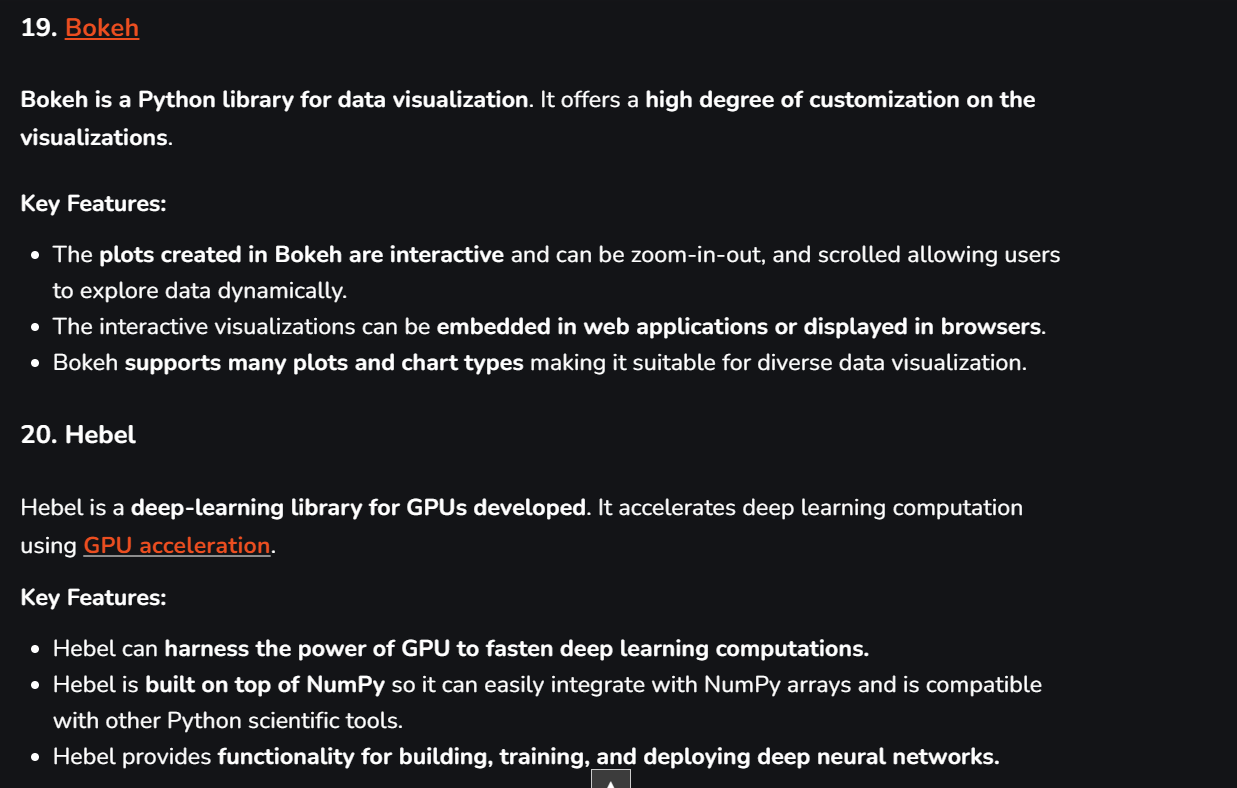 19. Bokeh
Bokeh is a Python library for data visualization. It offers a high degree of customization on the
visualizations.
Key Features:
• The plots created in Bokeh are interactive and can be zoom-in-out, and scrolled allowing users
to explore data dynamically.
• The interactive visualizations can be embedded in web applications or displayed in browsers.
• Bokeh supports many plots and chart types making it suitable for diverse data visualization.
20. Hebel
Hebel is a deep-learning library for GPUs developed. It accelerates deep learning computation
using GPU acceleration.
Key Features:
• Hebel can harness the power of GPU to fasten deep learning computations.
• Hebel is built on top of NumPy so it can easily integrate with NumPy arrays and is compatible
with other Python scientific tools.
• Hebel provides functionality for building, training, and deploying deep neural networks.